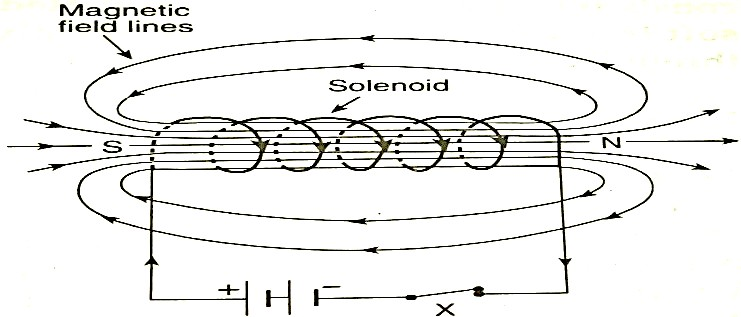 Magnetic
field lines
Solenoid
S
N
+
−
X